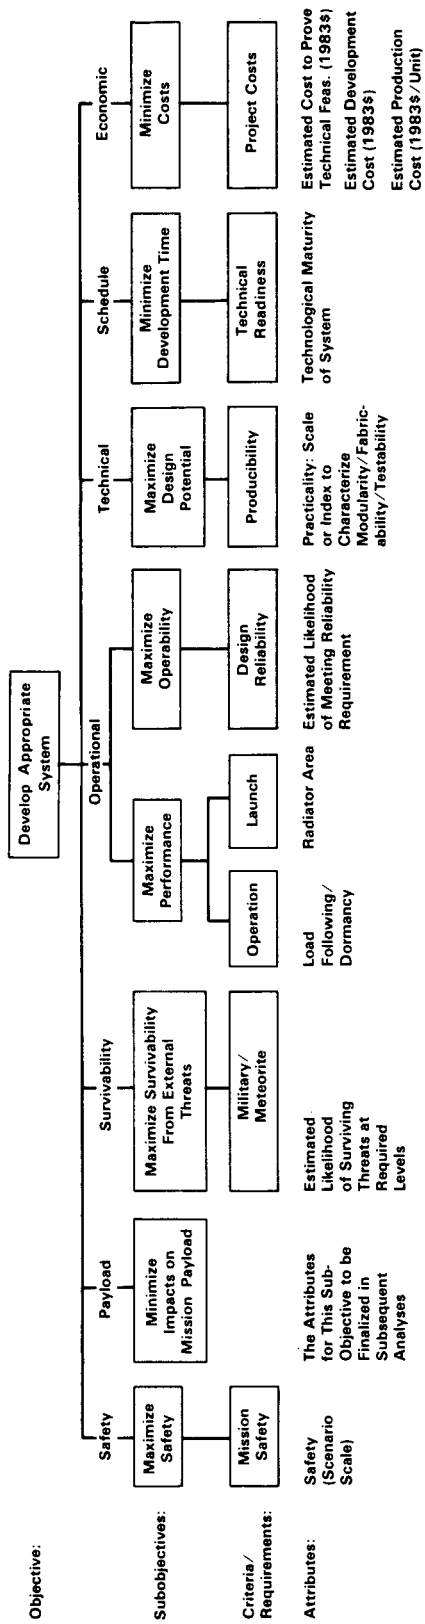 Objective:
Develop Appropriate
System
Safety
Payload
Survivability
Operational
Technical
Schedule
Economic
Subobjectives:
Maximize
Safety
Minimize
Impacts on
Mission Payload
Maximize Survivability
From External
Threats
Maximize
Performance
Maximize
Operability
Maximize
Design
Potential
Minimize
Development Time
Minimize
Costs
Criteria/
Requirements:
Mission
Safety
Military/
Meteorite
Operation
Launch
Design
Reliability
Producibility
Technical
Readiness
Project Costs
Attributes:
Safety
(Scenario
Scale)
The Attributes
for This Sub-
Objective to be
Finalized in
Subsequent
Analyses
Estimated
Likelihood
of Surviving
Threats at
Required
Levels
Load
Following/
Dormancy
Radiator Area
Estimated Likelihood
of Meeting Reliability
Requirement
Practicality: Scale
or Index to
Characterize
Modularity/Fabric-
ability/Testability
Technological Maturity
of System
Estimated Cost to Prove
Technical Feas. (1983$)
Estimated Development
Cost (1983$)
Estimated Production
Cost (1983$/Unit)